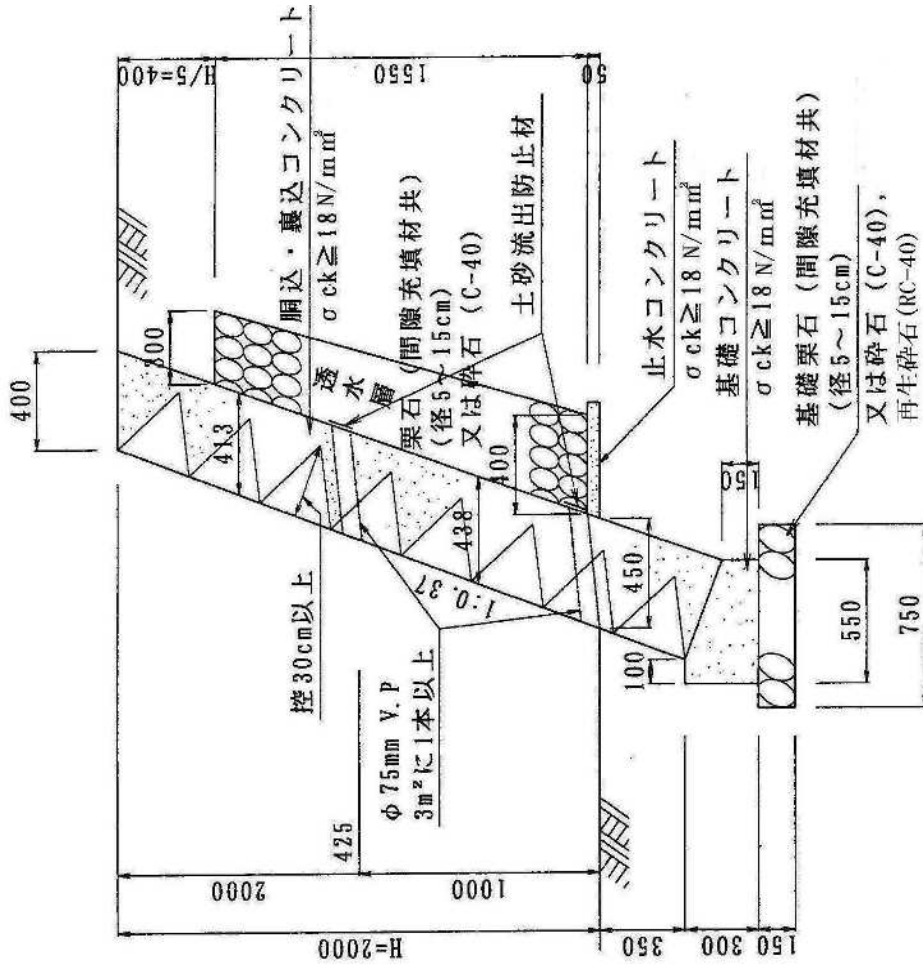 400
300
413
438
400
450
100
550
750
150
425
1:0.37
H/5=400
1550
50
2000
1000
H=2000
350
300
150
胴込・裏込コンクリート
σck≧18N/mm²
透水層
栗石(間隙充填材共)
(径5～15cm)
又は砕石(C-40)
土砂流出防止材
止水コンクリート
σck≧18N/mm²
基礎コンクリート
σck≧18N/mm²
基礎栗石(間隙充填材共)
(径5～15cm)
又は砕石(C-40),
再生砕石(RC-40)
控30cm以上
φ75mm V.P
3m²に1本以上